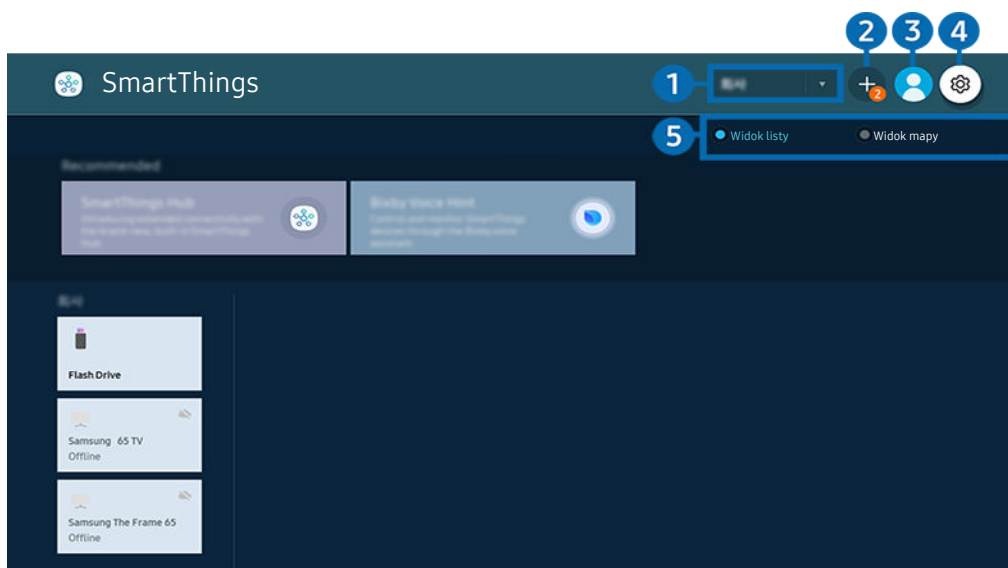 2 3 4
SmartThings
1
2
5
Widok listy
Widok mapy
Recommended
SmartThings Hub
Bixby Voice Hint
Flash Drive
Samsung 65 TV
Offline
Samsung The Frame 65
Offline